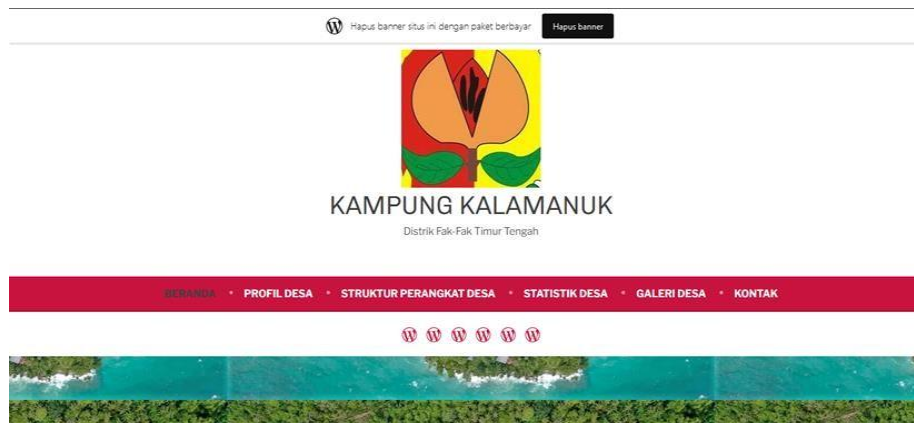 Hapus banner situs ini dengan paket berbayar Hapus banner
KAMPUNG KALAMANUK
Distrik Fak-Fak Timur Tengah
BERANDA • PROFIL DESA • STRUKTUR PERANGKAT DESA • STATISTIK DESA • GALERI DESA • KONTAK